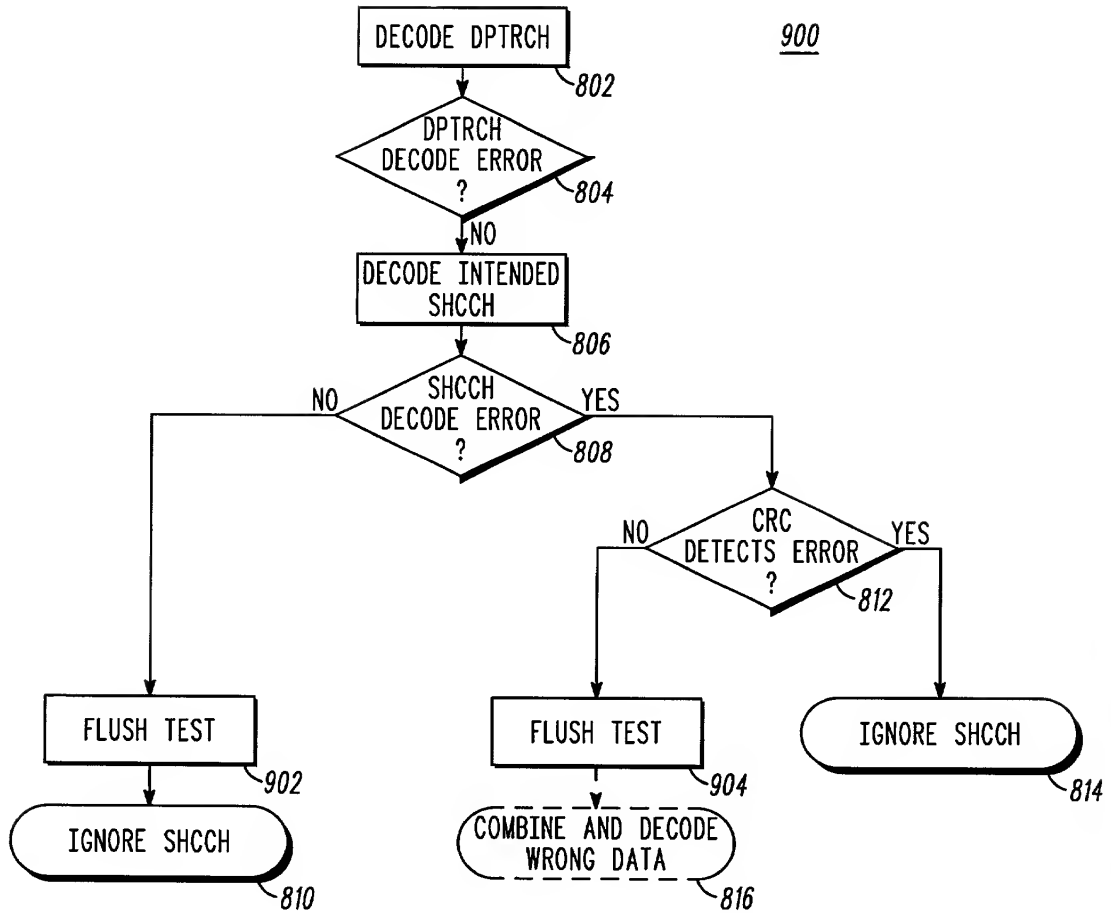 DECODE DPTRCH
900
802
DPTRCH
DECODE ERROR
?
804
NO
DECODE INTENDED
SHCCH
806
NO
SHCCH
DECODE ERROR
?
YES
808
NO
CRC
DETECTS ERROR
?
YES
812
FLUSH TEST
902
FLUSH TEST
904
IGNORE SHCCH
814
IGNORE SHCCH
810
COMBINE AND DECODE
WRONG DATA
816